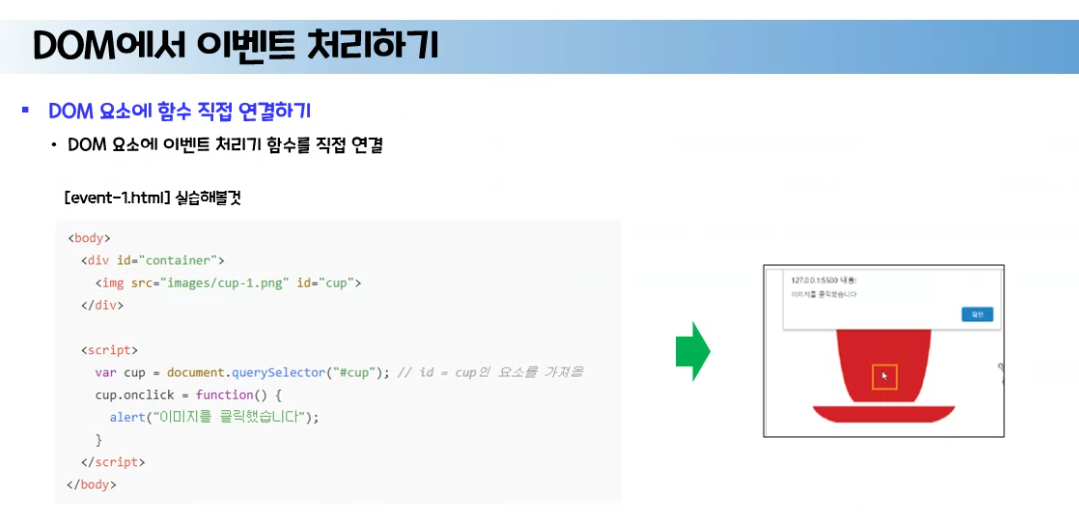 DOM에서 이벤트 처리하기
▪ DOM 요소에 함수 직접 연결하기
• DOM 요소에 이벤트 처리기 함수를 직접 연결
[event-1.html] 실습해볼것
<body>
<div id="container">
<img src="images/cup-1.png" id="cup">
</div>
<script>
var cup = document.querySelector("#cup"); // id = cup인 요소를 가져옴
cup.onclick = function() {
alert("이미지를 클릭했습니다");
}
</script>
</body>
127.0.0.1:5500 내용:
이미지를 클릭했습니다
확인